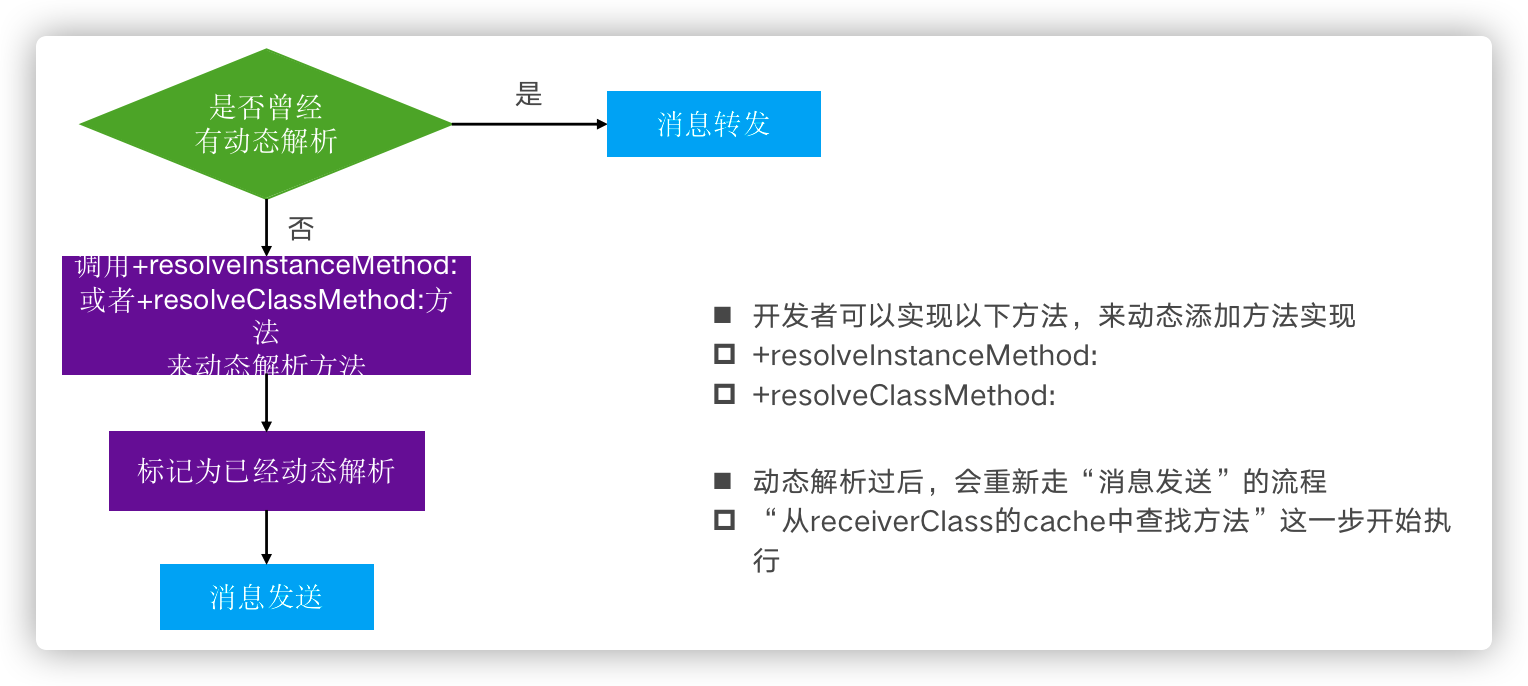 是否曾经
有动态解析
是
消息转发
否
调用+resolveInstanceMethod:
或者+resolveClassMethod:方
法
来动态解析方法
标记为已经动态解析
消息发送
开发者可以实现以下方法，来动态添加方法实现
+resolveInstanceMethod:
+resolveClassMethod:
动态解析过后，会重新走“消息发送”的流程
“从receiverClass的cache中查找方法”这一步开始执
行